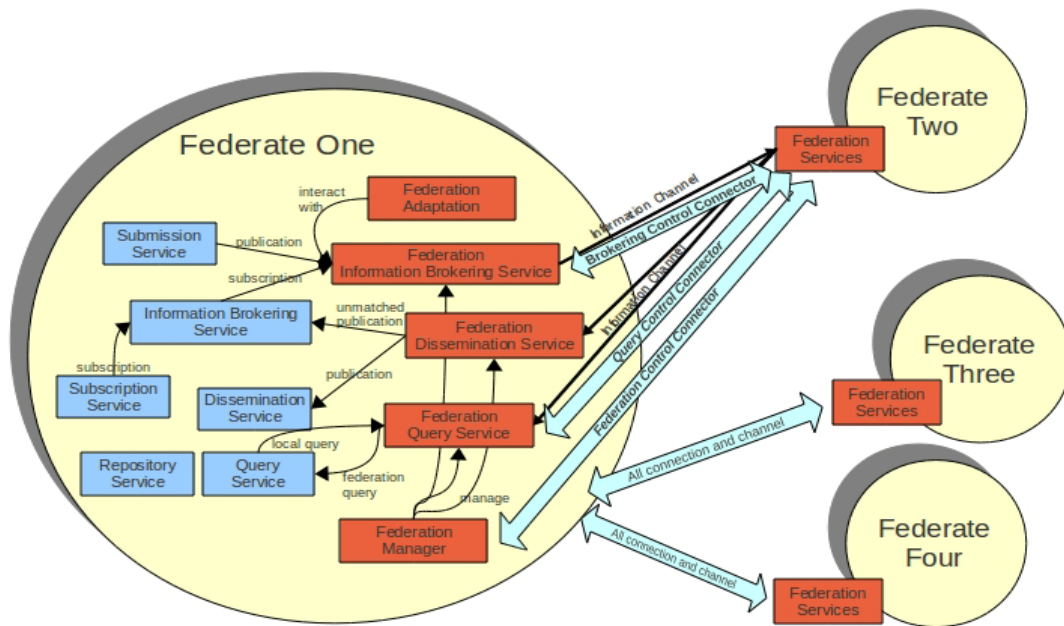 Federate One
Federate
Two
Federation
Services
Federation
Adaptation
interact
with
Submission
Service
publication
Federation
Information Brokering Service
subscription
Information Channel
Brokering Control Connector
Information Brokering
Service
unmatched
publication
Federation
Dissemination Service
Information Channel
Query Control Connector
Federation Control Connector
subscription
Subscription
Service
publication
Dissemination
Service
Federation
Query Service
local query
Repository
Service
Query
Service
federation
query
manage
Federation
Manager
Federate
Three
Federation
Services
All connection and channel
Federate
Four
All connection and channel
Federation
Services